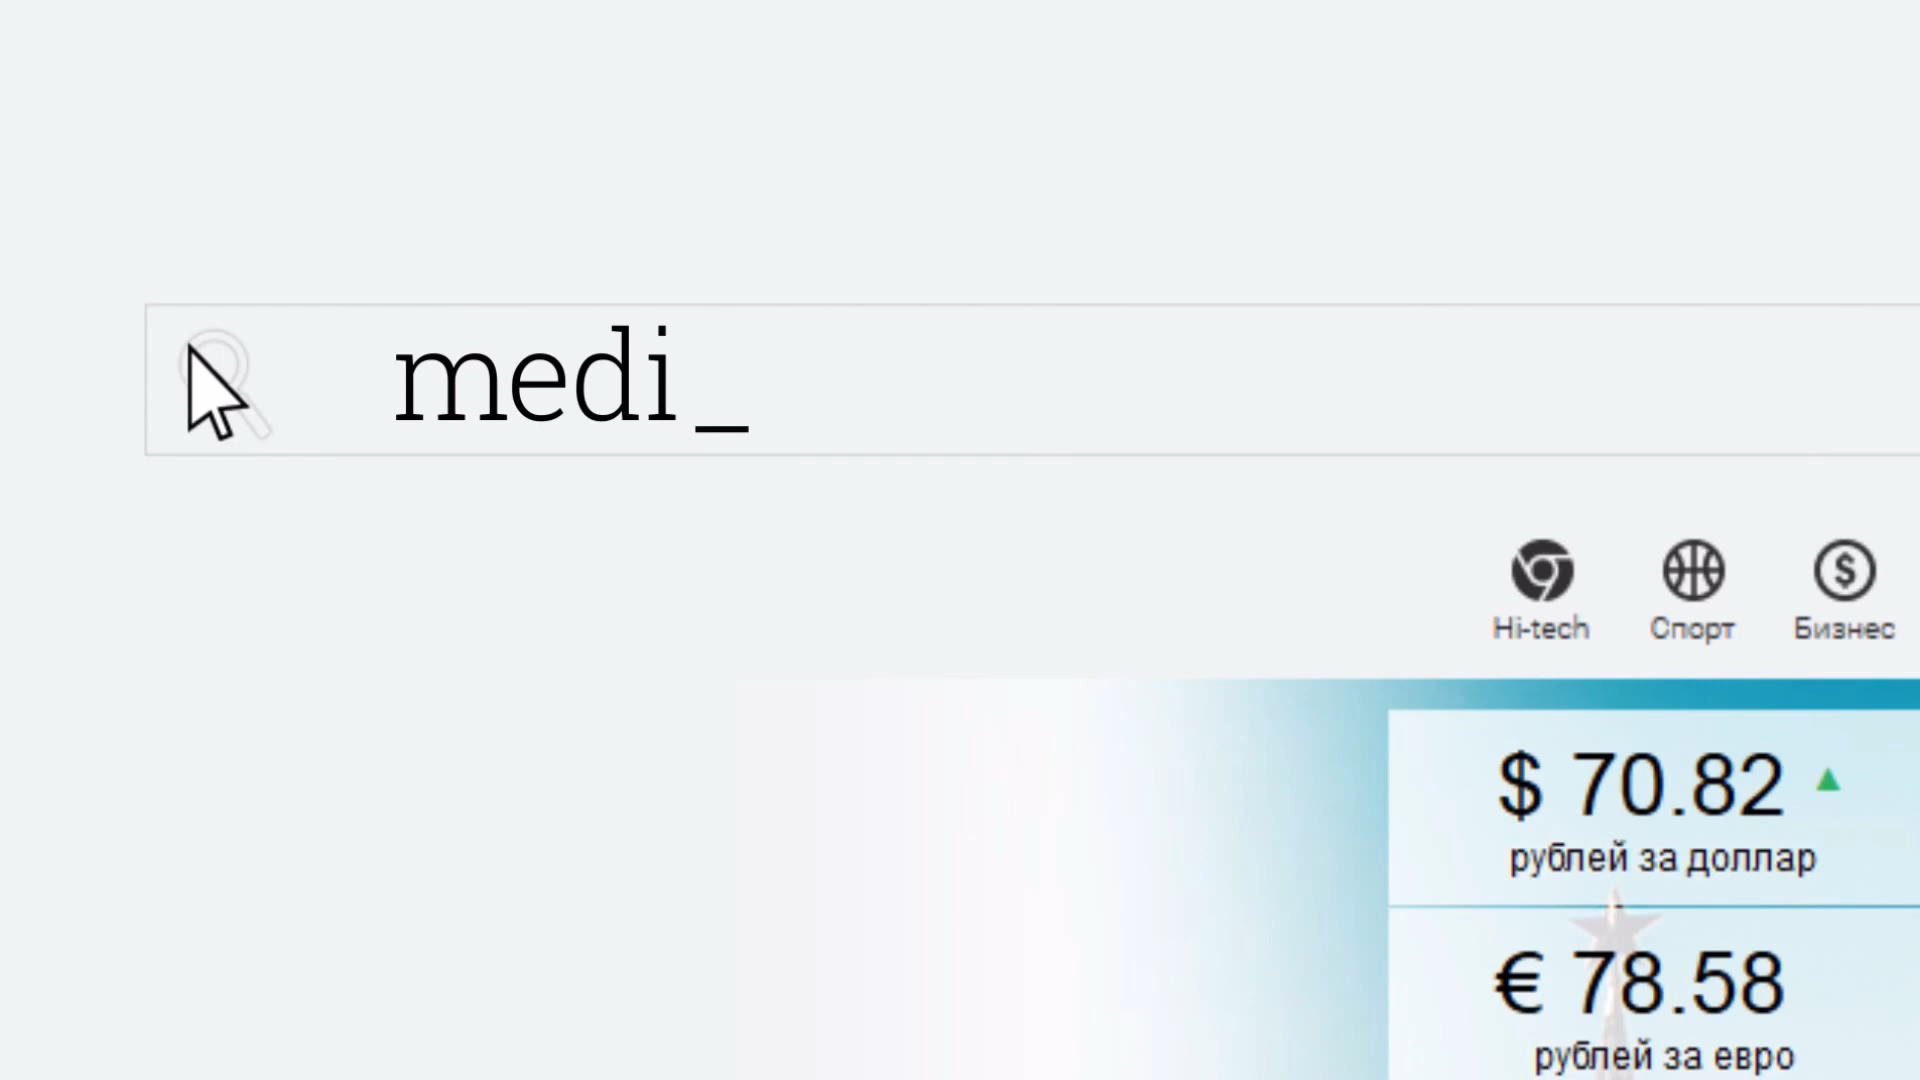 medi_
Hi-tech
Спорт
Бизнес
$ 70.82
рублей за доллар
€ 78.58
рублей за евро